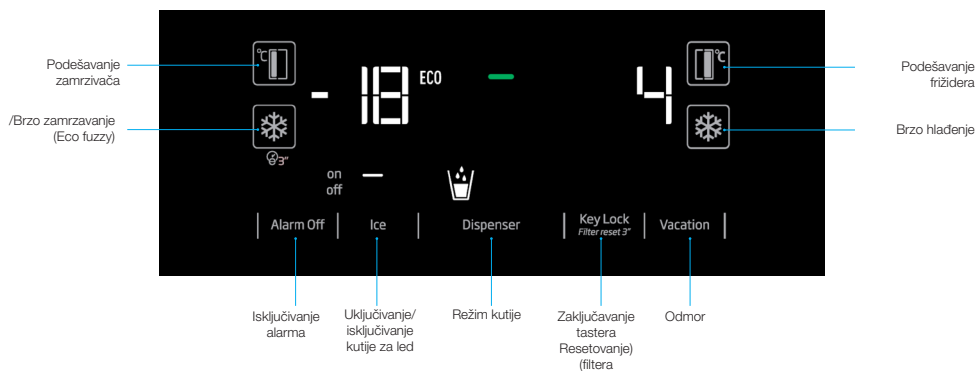 Podešavanje
zamrzivača
/Brzo zamrzavanje
(Eco fuzzy)
°C
- 18
ECO
4
°C
Podešavanje
frižidera
Brzo hlađenje
3"
on
off
Alarm Off
Ice
Dispenser
Key Lock
Filter reset 3"
Vacation
Isključivanje
alarma
Uključivanje/
isključivanje
kutije za led
Režim kutije
Zaključavanje
tastera
Resetovanje)
(filtera
Odmor